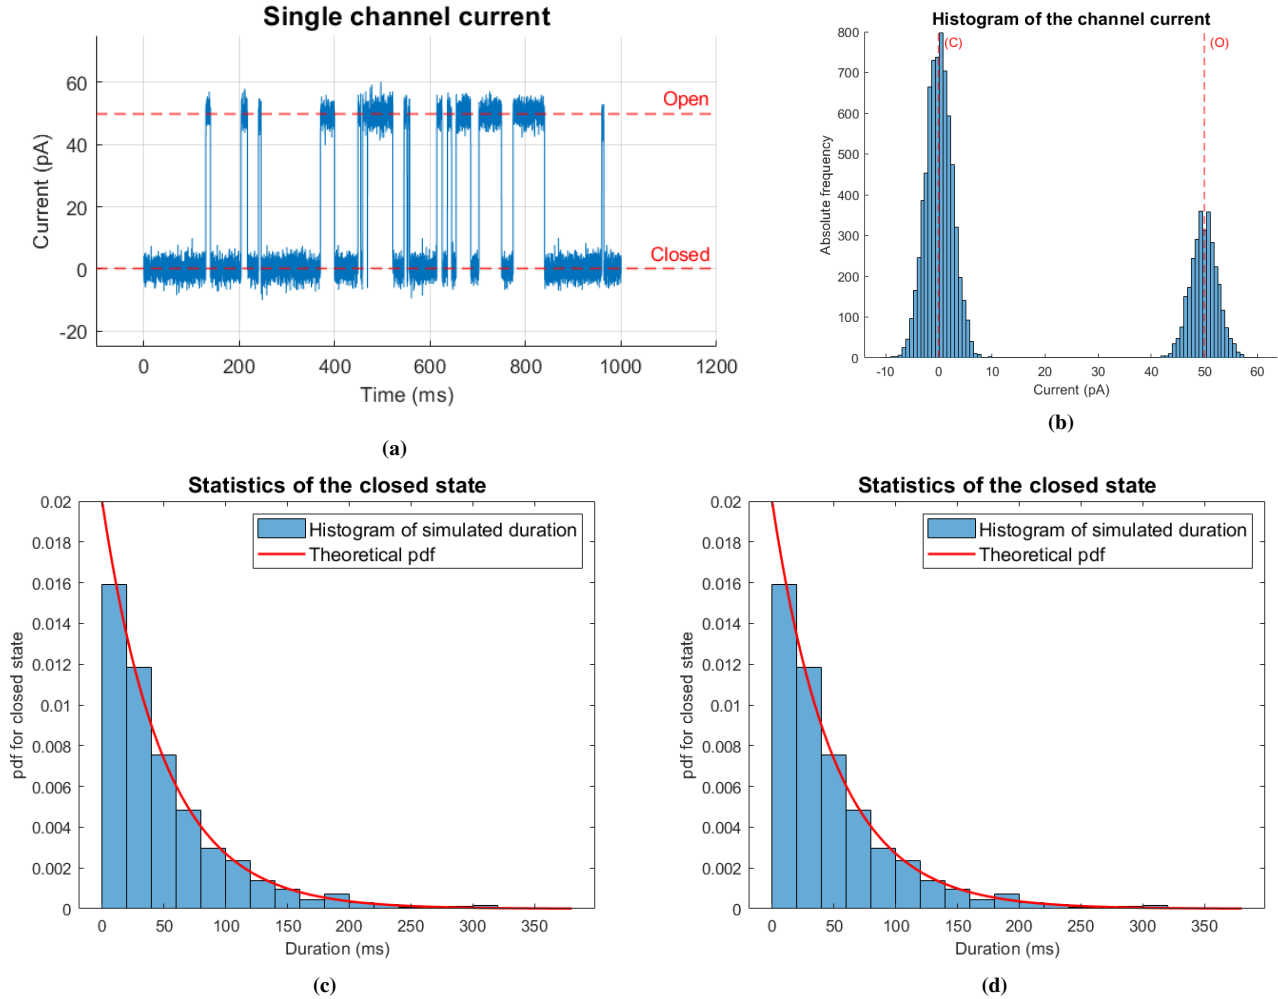 Single channel current
60
40
20
0
-20
Current (pA)
Open
Closed
0
200
400
600
800
1000
1200
Time (ms)
(a)
Histogram of the channel current
800
700
600
500
400
300
200
100
0
Absolute frequency
(C)
(O)
-10
0
10
20
30
40
50
60
Current (pA)
(b)
Statistics of the closed state
0.02
0.018
0.016
0.014
0.012
0.01
0.008
0.006
0.004
0.002
0
pdf for closed state
Histogram of simulated duration
Theoretical pdf
0
50
100
150
200
250
300
350
Duration (ms)
(c)
Statistics of the closed state
0.02
0.018
0.016
0.014
0.012
0.01
0.008
0.006
0.004
0.002
0
pdf for closed state
Histogram of simulated duration
Theoretical pdf
0
50
100
150
200
250
300
350
Duration (ms)
(d)